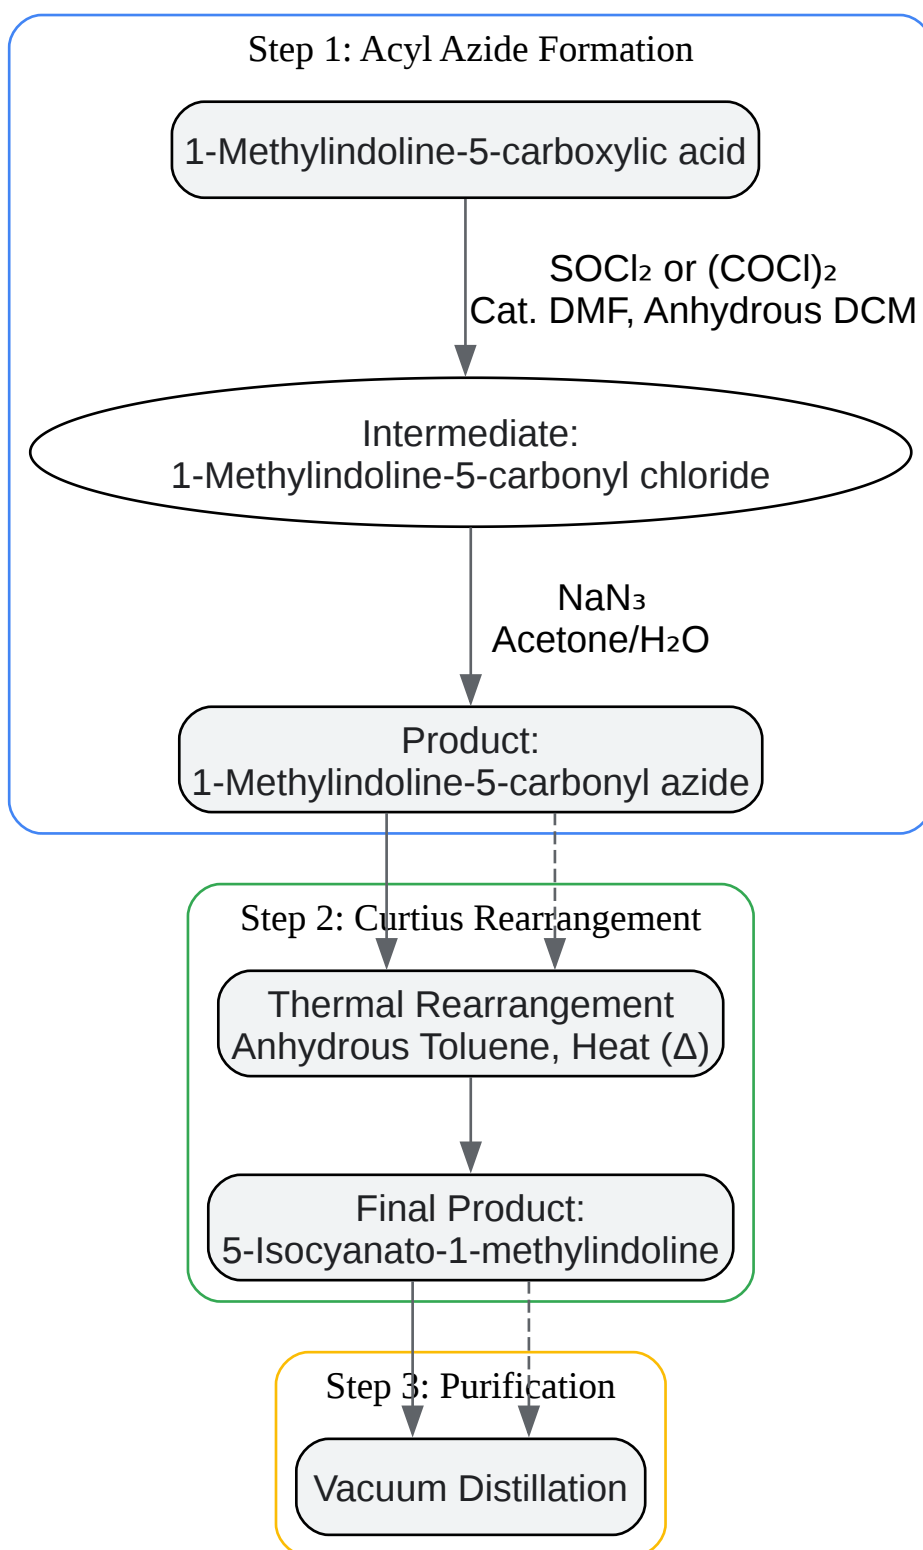 Step 1: Acyl Azide Formation
1-Methylindoline-5-carboxylic acid
SOCl₂ or (COCl)₂
Cat. DMF, Anhydrous DCM
Intermediate:
1-Methylindoline-5-carbonyl chloride
NaN₃
Acetone/H₂O
Product:
1-Methylindoline-5-carbonyl azide
Step 2: Curtius Rearrangement
Thermal Rearrangement
Anhydrous Toluene, Heat (Δ)
Final Product:
5-Isocyanato-1-methylindoline
Step 3: Purification
Vacuum Distillation